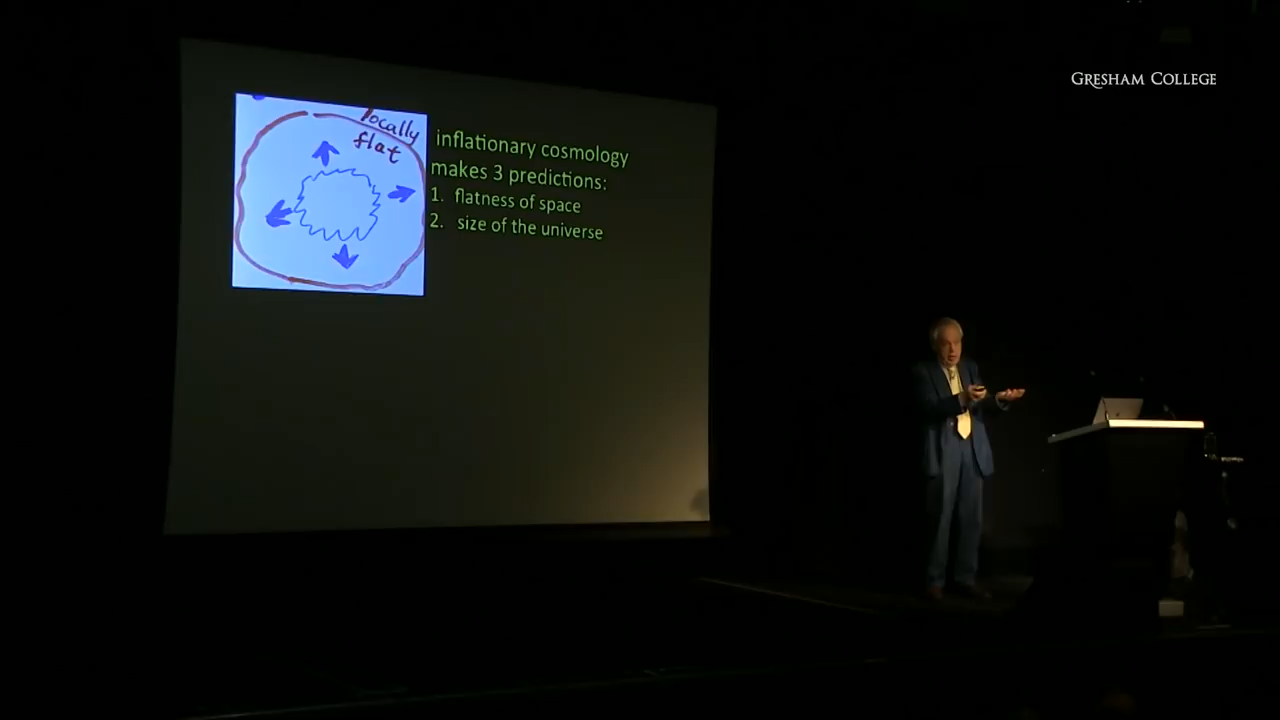 GRESHAM COLLEGE
locally
flat
inflationary cosmology
makes 3 predictions:
1. flatness of space
2. size of the universe